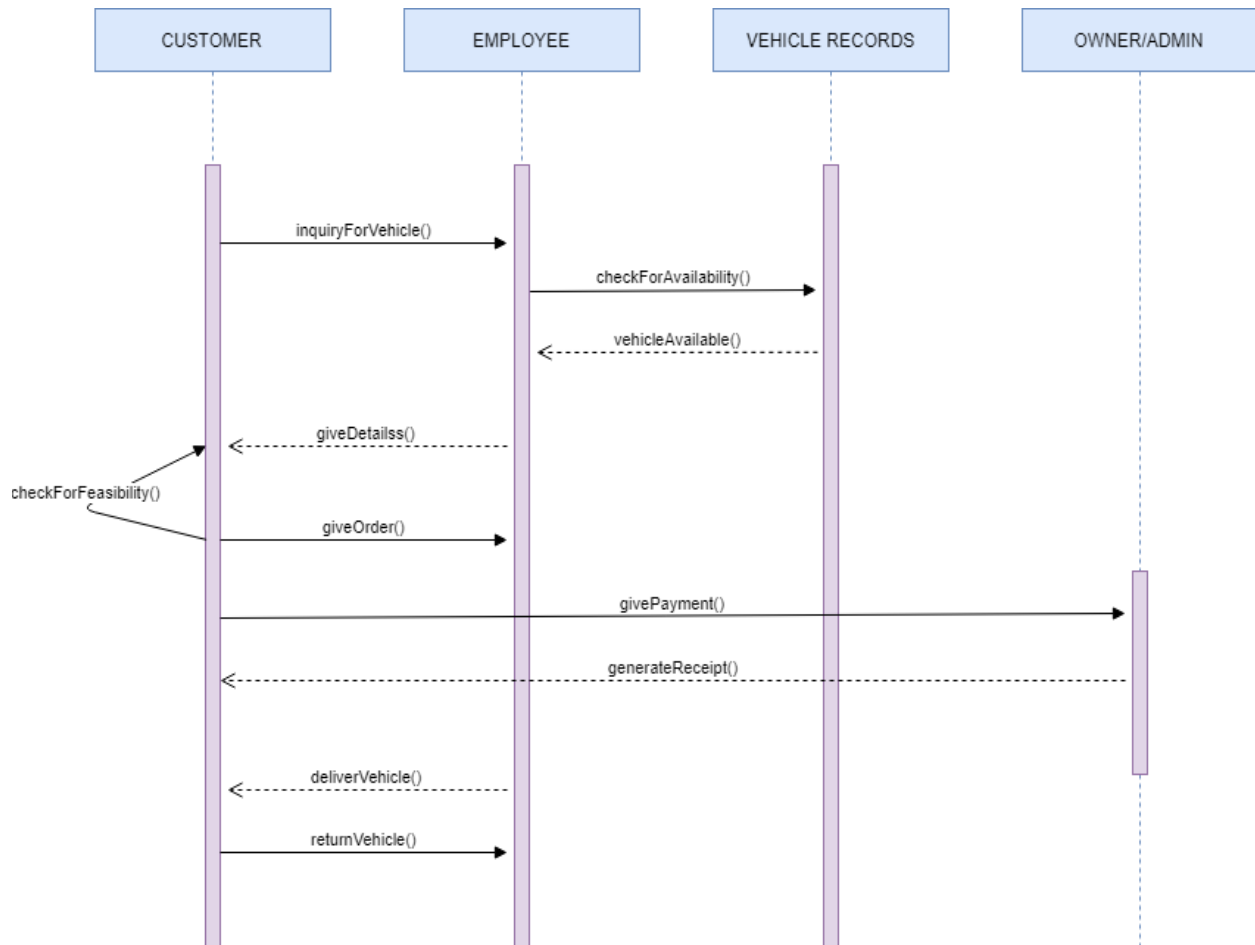 CUSTOMER
EMPLOYEE
VEHICLE RECORDS
OWNER/ADMIN
inquiryForVehicle()
checkForAvailability()
vehicleAvailable()
giveDetailss()
checkForFeasibility()
giveOrder()
givePayment()
generateReceipt()
deliverVehicle()
returnVehicle()